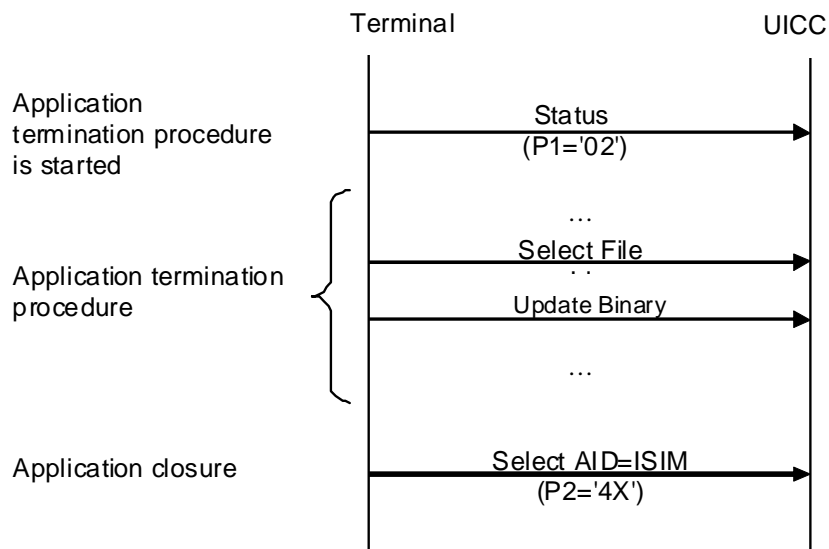 Terminal
UICC
Application
termination procedure
is started
Status
(P1='02')
...
Select File
. .
Application termination
procedure
Update Binary
...
Application closure
Select AID=ISIM
(P2='4X')